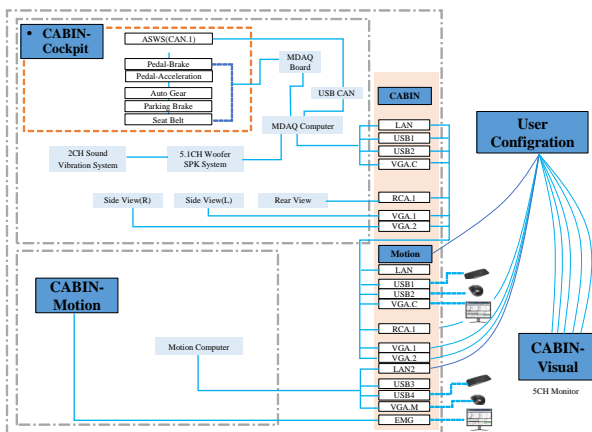 • CABIN-
Cockpit
ASWS(CAN.1)
Pedal-Brake
Pedal-Acceleration
Auto Gear
Parking Brake
Seat Belt
MDAQ
Board
USB CAN
MDAQ Computer
2CH Sound
Vibration System
5.1CH Woofer
SPK System
Side View(R)
Side View(L)
Rear View
CABIN
LAN
USB1
USB2
VGA.C
RCA.1
VGA.1
VGA.2
User
Configration
CABIN-
Motion
Motion Computer
Motion
LAN
USB1
USB2
VGA.C
RCA.1
VGA.1
VGA.2
LAN2
USB3
USB4
VGA.M
EMG
CABIN-
Visual
5CH Monitor